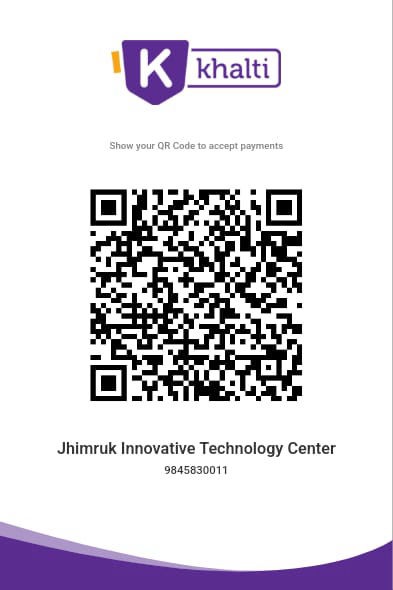 K khalti
Show your QR Code to accept payments
Jhimruk Innovative Technology Center
9845830011